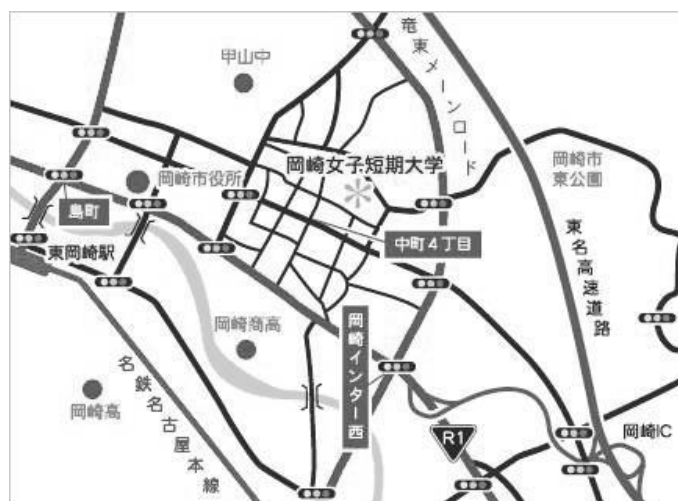 甲山中
竜東メーンロード
岡崎女子短期大学
岡崎市
東公園
岡崎市役所
島町
東岡崎駅
中町4丁目
東名高速道路
岡崎商高
岡崎インター西
岡崎高
名鉄名古屋本線
R1
岡崎IC